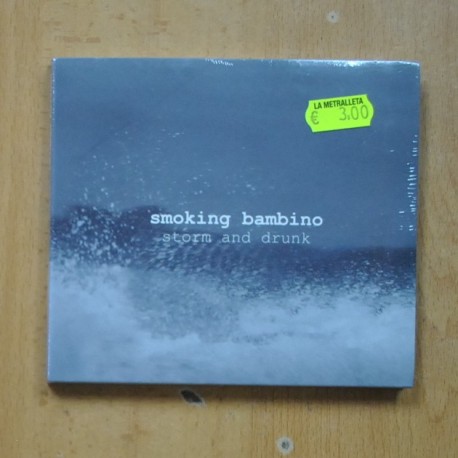 LA METRALLETA
€ 3.00
smoking bambino
storm and drunk